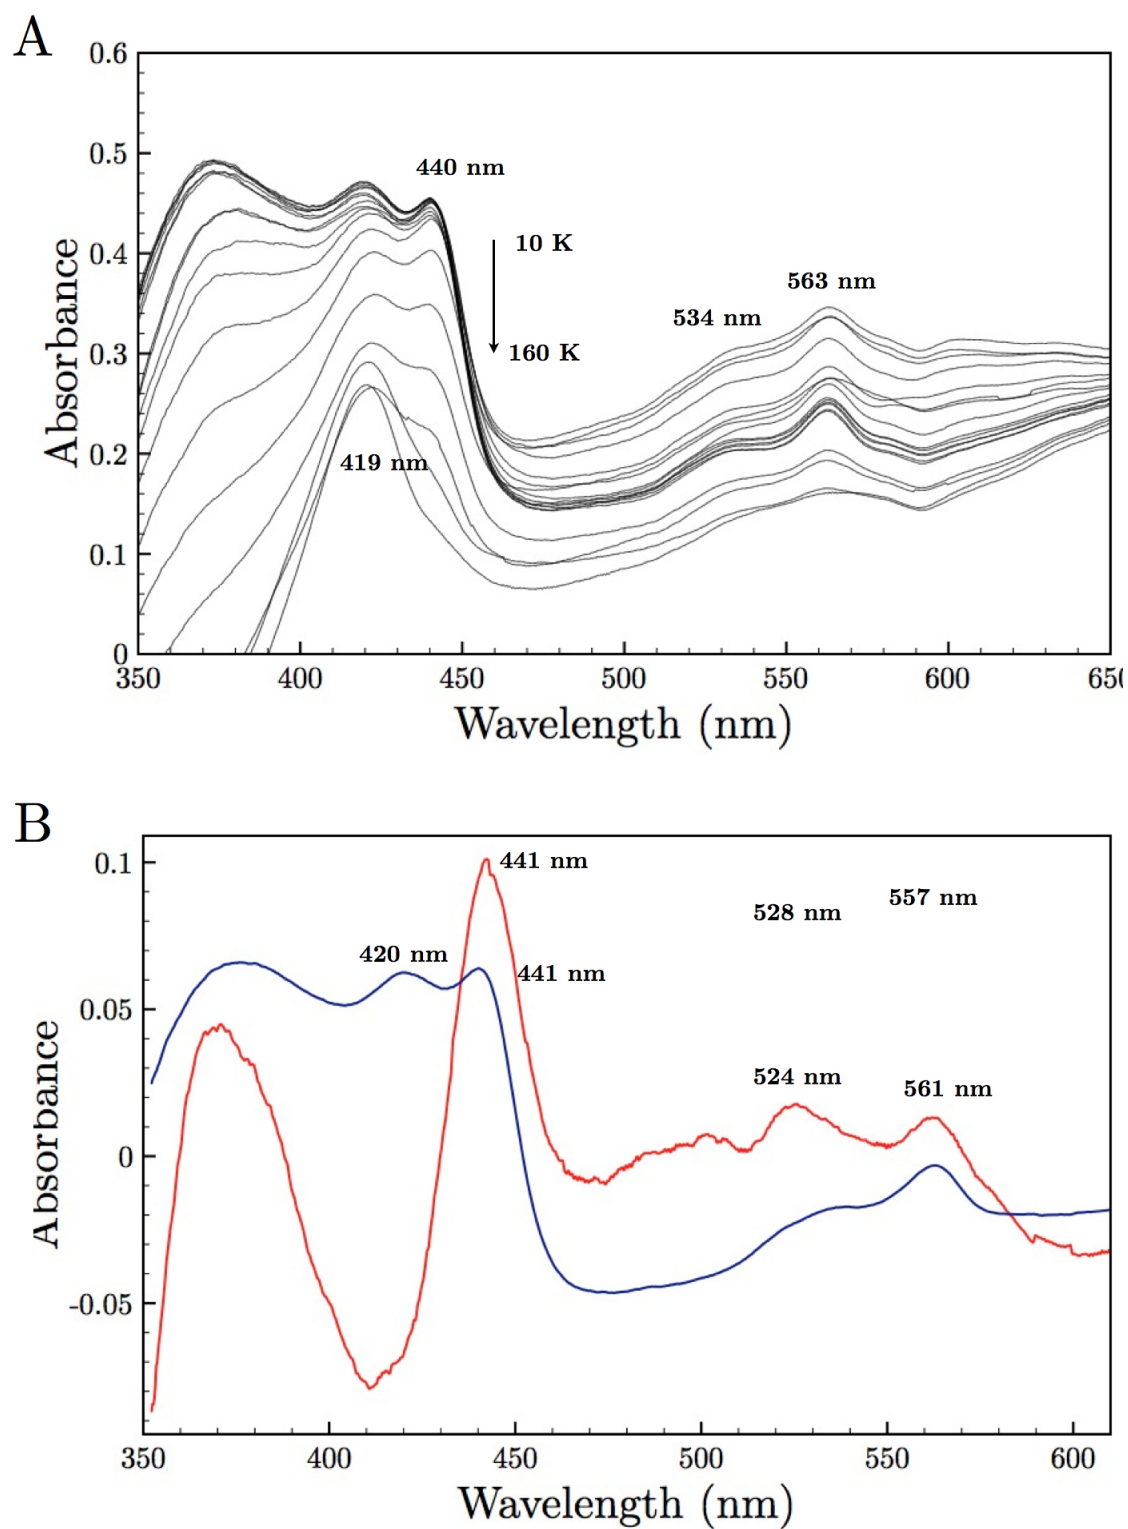 A
0.6
0.5
0.4
0.3
0.2
0.1
0
Absorbance
440 nm
10 K
160 K
419 nm
534 nm
563 nm
350 400 450 500 550 600 650
Wavelength (nm)
B
0.1
0.05
0
-0.05
Absorbance
441 nm
528 nm
557 nm
420 nm
441 nm
524 nm
561 nm
350 400 450 500 550 600
Wavelength (nm)